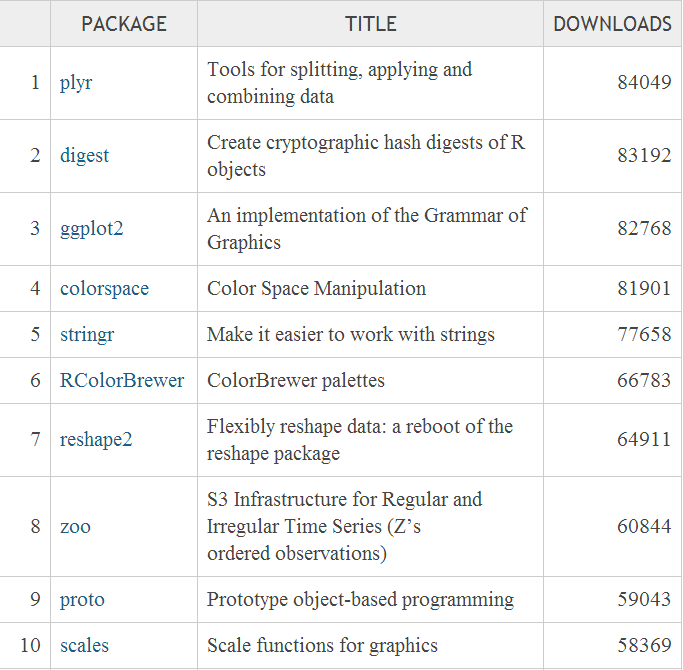 PACKAGE TITLE DOWNLOADS
1 plyr Tools for splitting, applying and
combining data 84049
2 digest Create cryptographic hash digests of R
objects 83192
3 ggplot2 An implementation of the Grammar of
Graphics 82768
4 colorspace Color Space Manipulation 81901
5 stringr Make it easier to work with strings 77658
6 RColorBrewer ColorBrewer palettes 66783
7 reshape2 Flexibly reshape data: a reboot of the
reshape package 64911
8 zoo S3 Infrastructure for Regular and
Irregular Time Series (Z’s
ordered observations) 60844
9 proto Prototype object-based programming 59043
10 scales Scale functions for graphics 58369